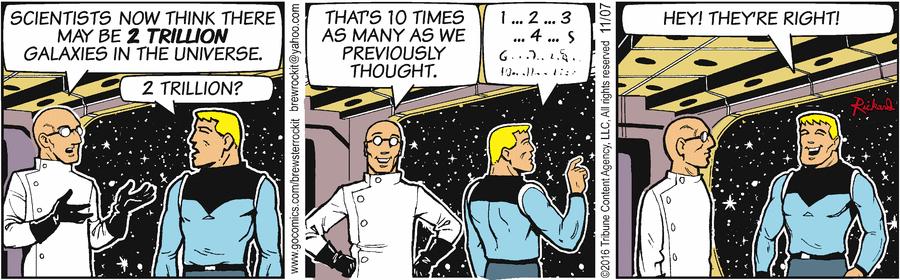 SCIENTISTS NOW THINK THERE
MAY BE 2 TRILLION
GALAXIES IN THE UNIVERSE.
2 TRILLION?
www.gocomics.com/brewsterrockit brewrockit@yahoo.com
THAT'S 10 TIMES
AS MANY AS WE
PREVIOUSLY
THOUGHT.
1 ... 2 ... 3
... 4 ... 5
©2016 Tribune Content Agency, LLC. All rights reserved 11/07
HEY! THEY'RE RIGHT!
Rickard